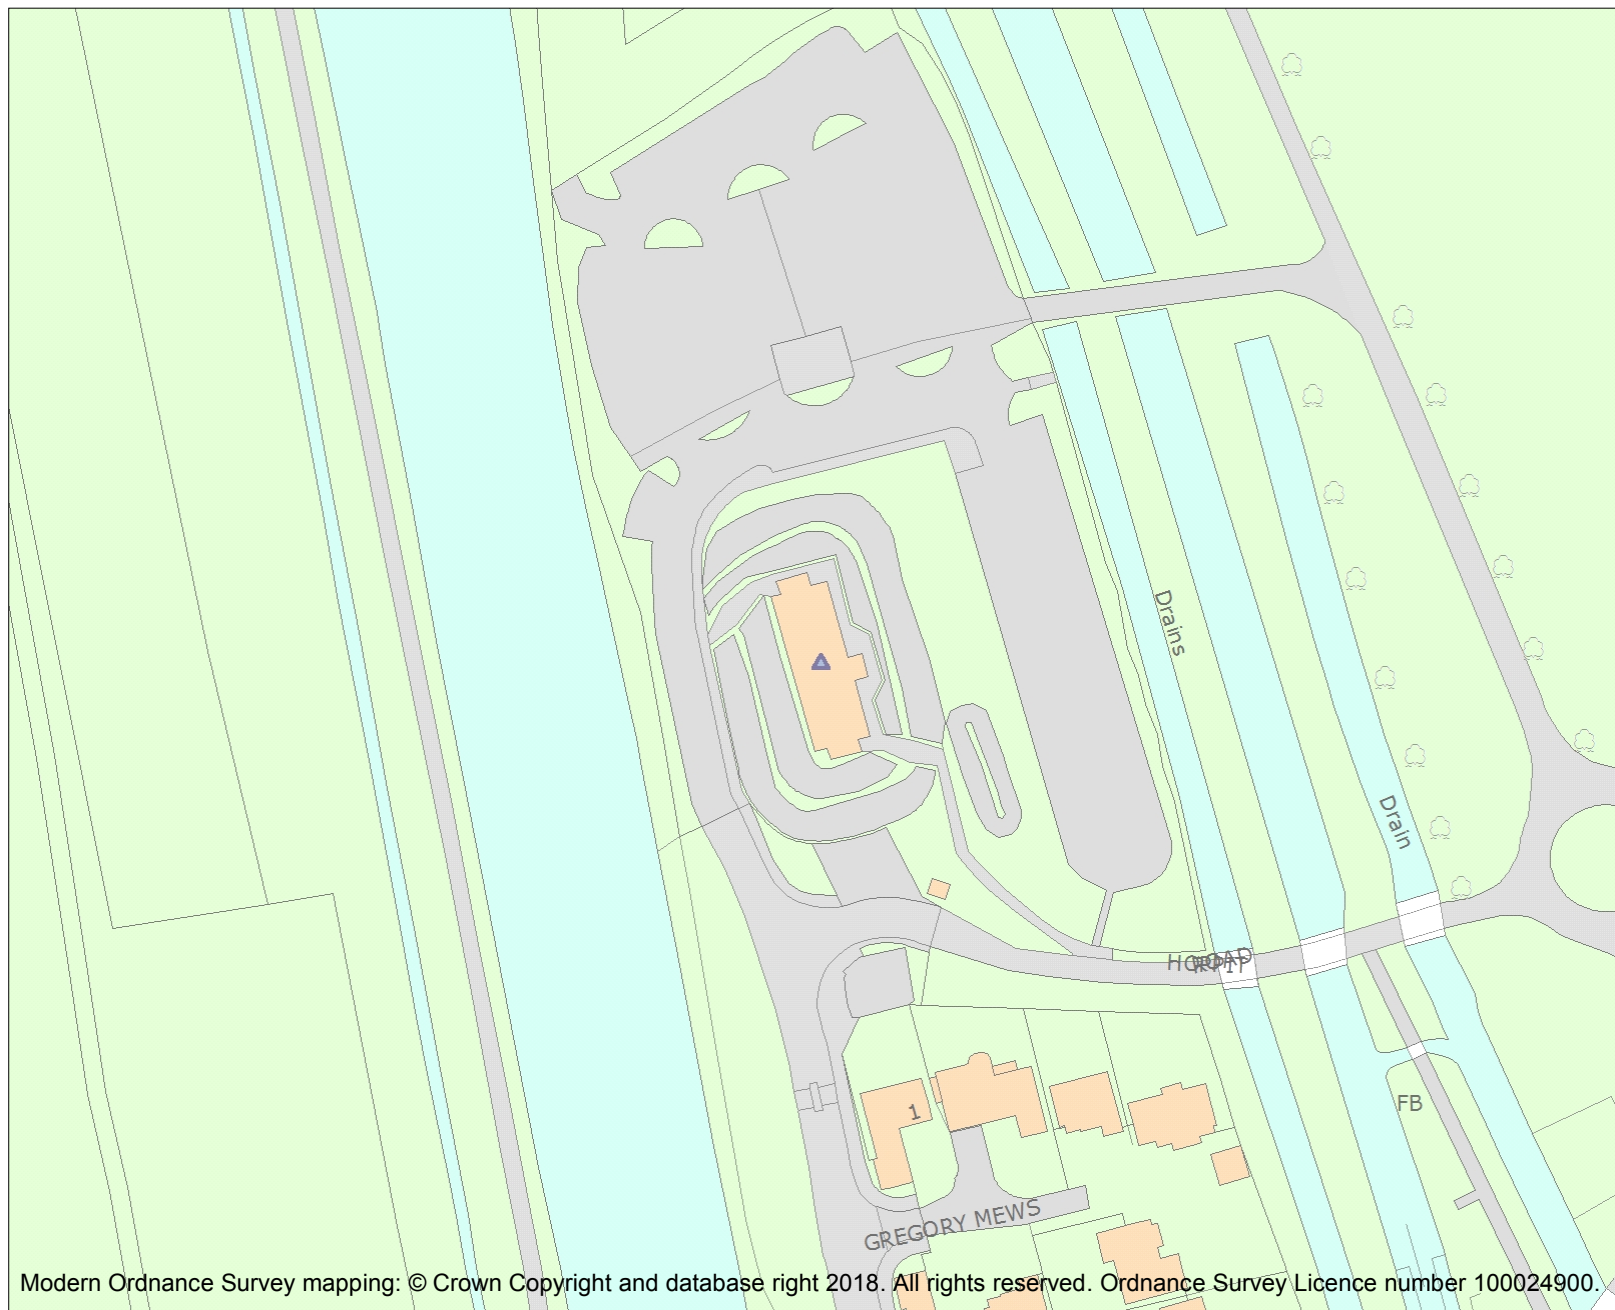 Drains
Drain
ROAD
FB
1
GREGORY MEWS
Modern Ordnance Survey mapping: © Crown Copyright and database right 2018. All rights reserved. Ordnance Survey Licence number 100024900.